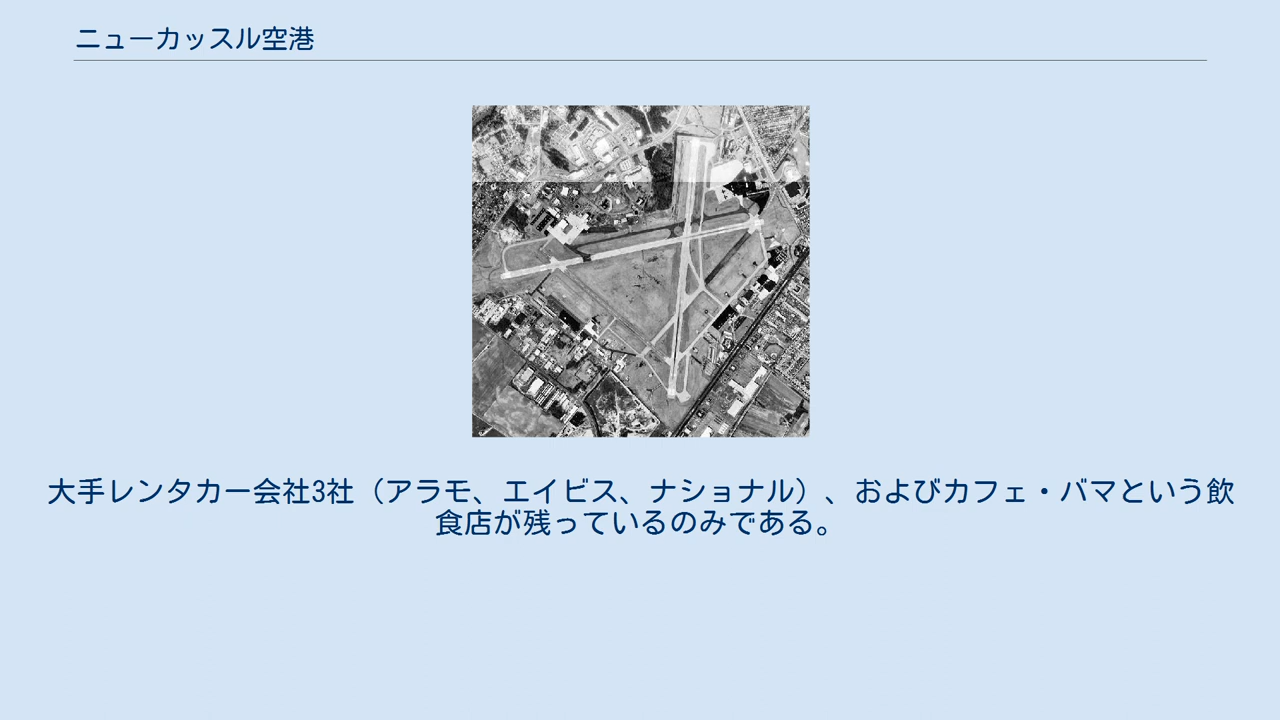 ニューカッスル空港
大手レンタカー会社3社（アラモ、エイビス、ナショナル）、およびカフェ・バマという飲
食店が残っているのみである。